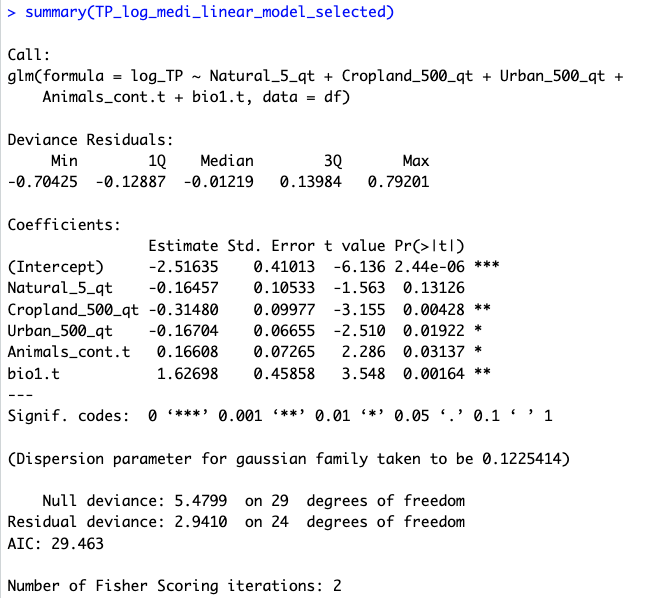 > summary(TP_log_medi_linear_model_selected)
Call:
glm(formula = log_TP ~ Natural_5_qt + Cropland_500_qt + Urban_500_qt +
    Animals_cont.t + bio1.t, data = df)
Deviance Residuals:
     Min        1Q    Median        3Q       Max
-0.70425  -0.12887  -0.01219   0.13984   0.79201
Coefficients:
                Estimate Std. Error t value Pr(>|t|)
(Intercept)     -2.51635    0.41013  -6.136 2.44e-06 ***
Natural_5_qt    -0.16457    0.10533  -1.563  0.13126
Cropland_500_qt -0.31480    0.09977  -3.155  0.00428 **
Urban_500_qt    -0.16704    0.06655  -2.510  0.01922 *
Animals_cont.t   0.16608    0.07265   2.286  0.03137 *
bio1.t           1.62698    0.45858   3.548  0.00164 **
---
Signif. codes:  0 ‘***’ 0.001 ‘**’ 0.01 ‘*’ 0.05 ‘.’ 0.1 ‘ ’ 1
(Dispersion parameter for gaussian family taken to be 0.1225414)
    Null deviance: 5.4799  on 29  degrees of freedom
Residual deviance: 2.9410  on 24  degrees of freedom
AIC: 29.463
Number of Fisher Scoring iterations: 2